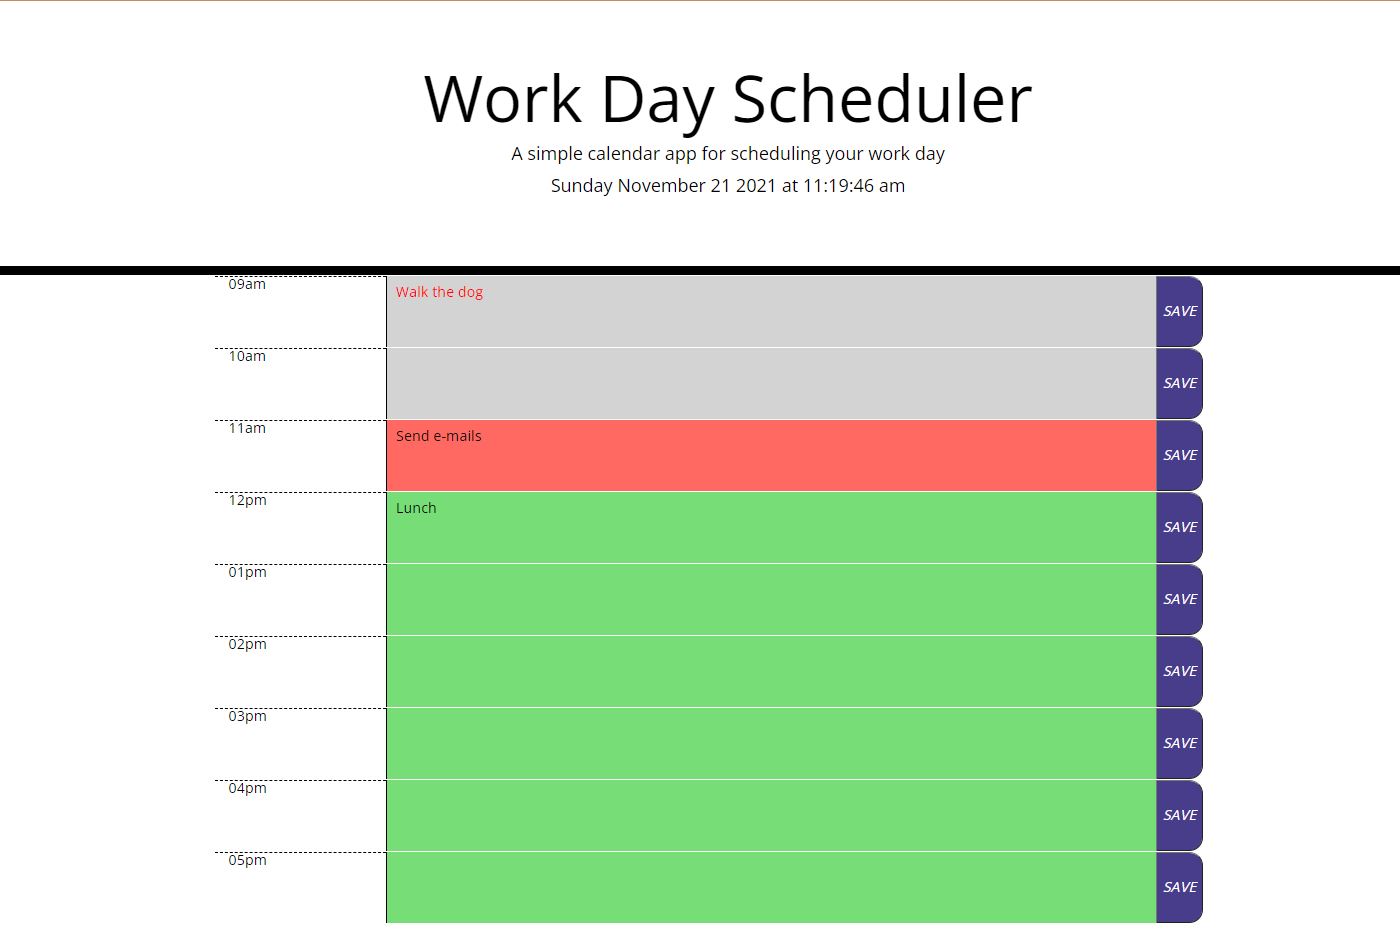 Work Day Scheduler
A simple calendar app for scheduling your work day
Sunday November 21 2021 at 11:19:46 am
09am
Walk the dog
SAVE
10am
SAVE
11am
Send e-mails
SAVE
12pm
Lunch
SAVE
01pm
SAVE
02pm
SAVE
03pm
SAVE
04pm
SAVE
05pm
SAVE